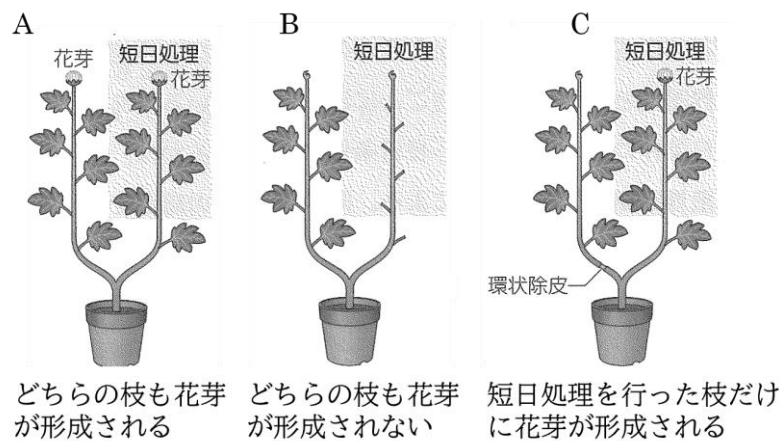 A
花芽
短日処理
花芽
どちらの枝も花芽
が形成される
B
短日処理
どちらの枝も花芽
が形成されない
C
短日処理
花芽
環状除皮
短日処理を行った枝だけ
に花芽が形成される